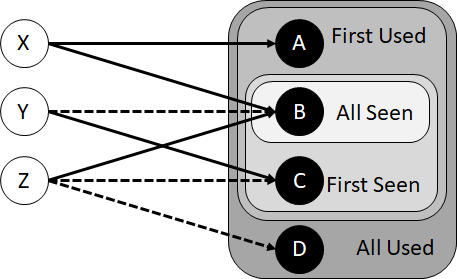 X
A
First Used
Y
B
All Seen
Z
C
First Seen
D
All Used